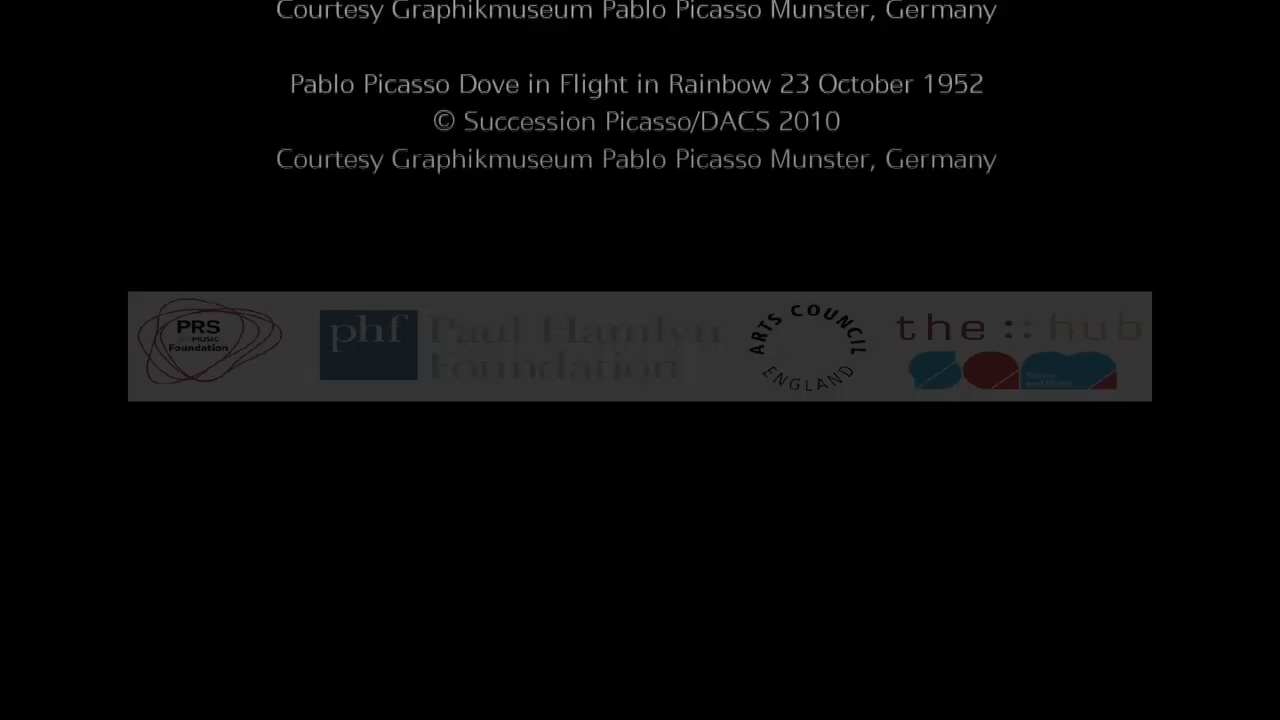 Courtesy Graphikmuseum Pablo Picasso Munster, Germany
Pablo Picasso Dove in Flight in Rainbow 23 October 1952
© Succession Picasso/DACS 2010
Courtesy Graphikmuseum Pablo Picasso Munster, Germany
PRS
MUSIC
Foundation
phf Paul Hamlyn
Foundation
ARTS COUNCIL
ENGLAND
the :: hub